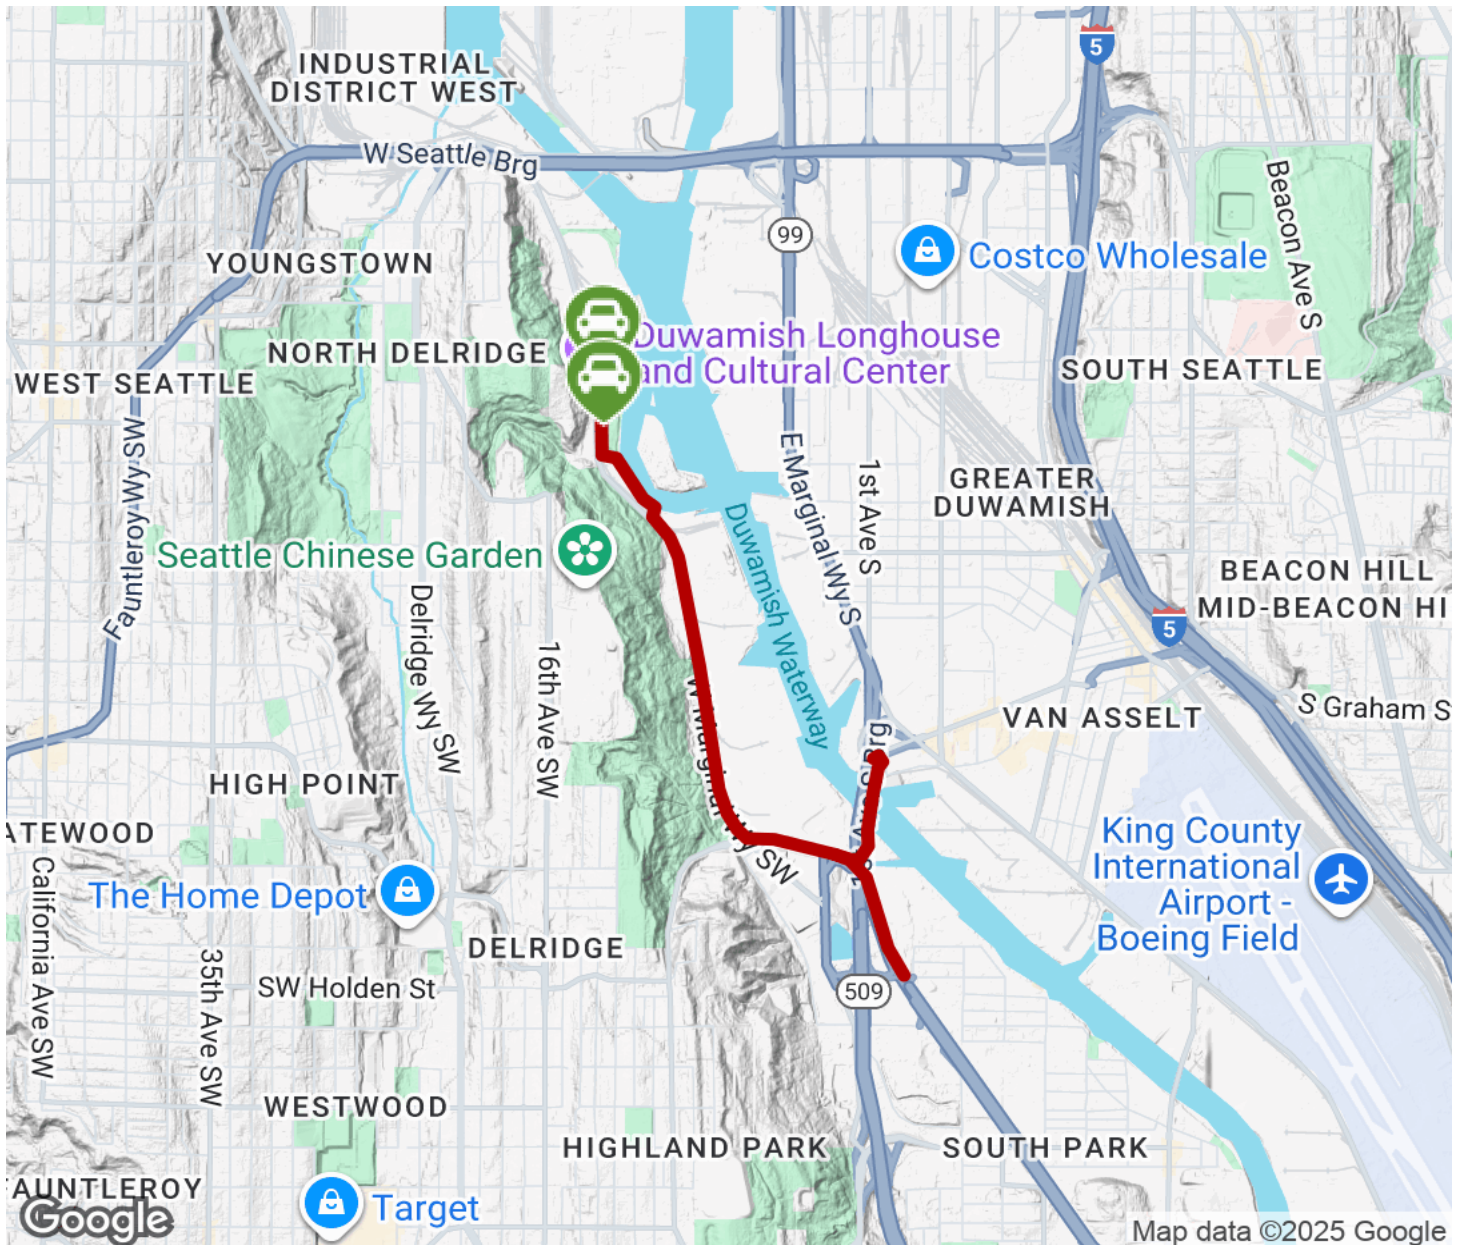 INDUSTRIAL
DISTRICT WEST
5
W Seattle Brg
Beacon Ave S
99
Costco Wholesale
YOUNGSTOWN
Duwamish Longhouse
and Cultural Center
NORTH DELRIDGE
WEST SEATTLE
SOUTH SEATTLE
Fauntleroy Wy SW
E Marginal Wy S
1st Ave S
GREATER
DUWAMISH
Seattle Chinese Garden
Duwamish Waterway
BEACON HILL
MID-BEACON HI
5
Delridge Wy SW
16th Ave SW
W Marginal Wy SW
S Graham S
VAN ASSELT
HIGH POINT
ATEWOOD
California Ave SW
King County
International
Airport -
Boeing Field
The Home Depot
DELRIDGE
35th Ave SW
SW Holden St
509
WESTWOOD
HIGHLAND PARK
SOUTH PARK
FAUNTLEROY
Target
Google
Map data ©2025 Google